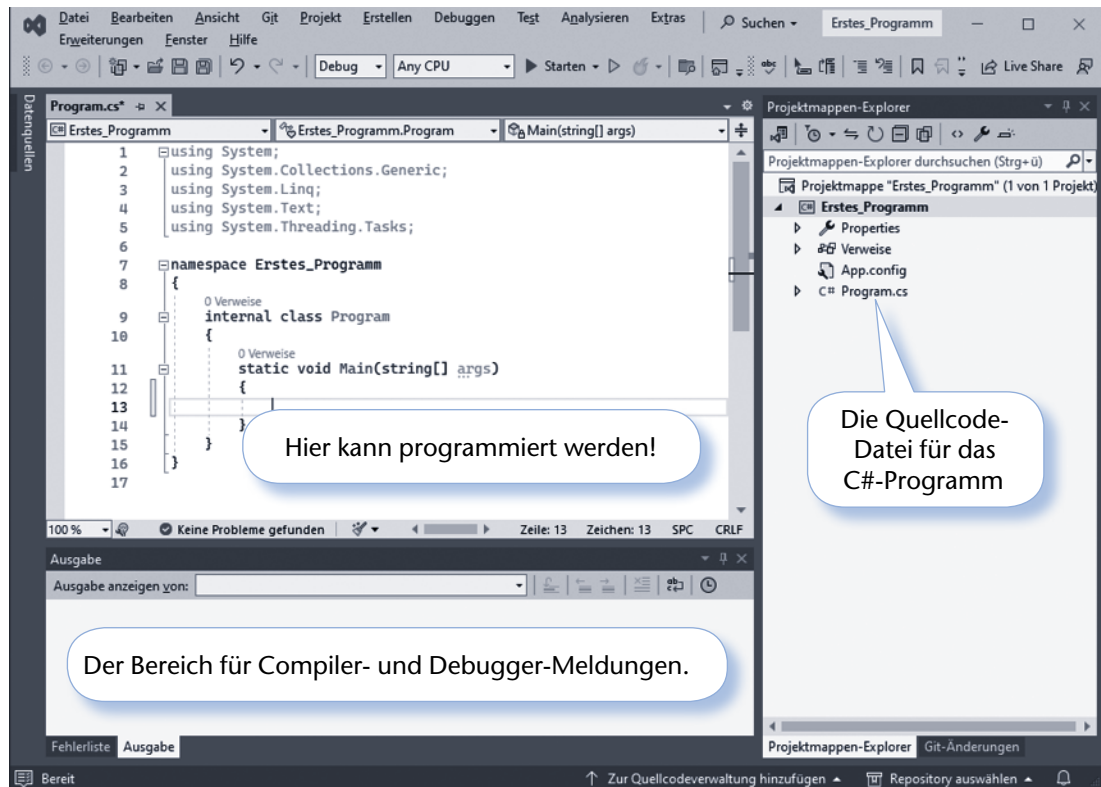 Datei Bearbeiten Ansicht Git Projekt Erstellen Debuggen Test Analysieren Extras Suchen Erstes_Programm
Erweiterungen Fenster Hilfe
Debug Any CPU Starten Live Share
Datenquellen
Program.cs*
Erstes_Programm Erstes_Programm.Program Main(string[] args)
1 using System;
2 using System.Collections.Generic;
3 using System.Linq;
4 using System.Text;
5 using System.Threading.Tasks;
6
7 namespace Erstes_Programm
8 {
0 Verweise
9 internal class Program
10 {
0 Verweise
11 static void Main(string[] args)
12 {
13
14 }
15 }
16 }
17
Hier kann programmiert werden!
100 % Keine Probleme gefunden Zeile: 13 Zeichen: 13 SPC CRLF
Ausgabe
Ausgabe anzeigen von:
Der Bereich für Compiler- und Debugger-Meldungen.
Fehlerliste Ausgabe
Projektmappen-Explorer
Projektmappen-Explorer durchsuchen (Strg+ü)
Projektmappe "Erstes_Programm" (1 von 1 Projekt)
C# Erstes_Programm
Properties
Verweise
App.config
C# Program.cs
Die Quellcode-
Datei für das
C#-Programm
Projektmappen-Explorer Git-Änderungen
Bereit Zur Quellcodeverwaltung hinzufügen Repository auswählen